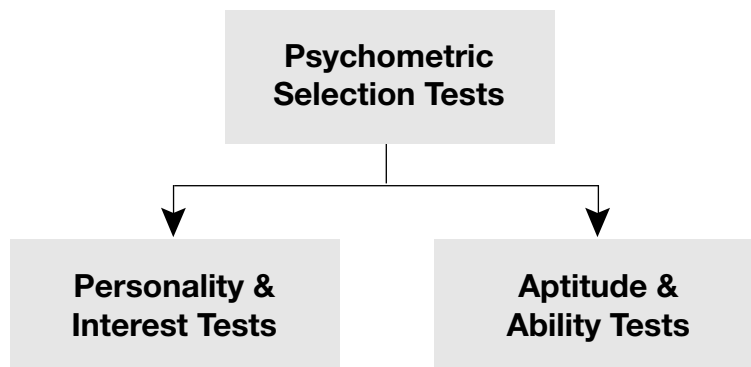 Psychometric
Selection Tests
Personality &
Interest Tests
Aptitude &
Ability Tests